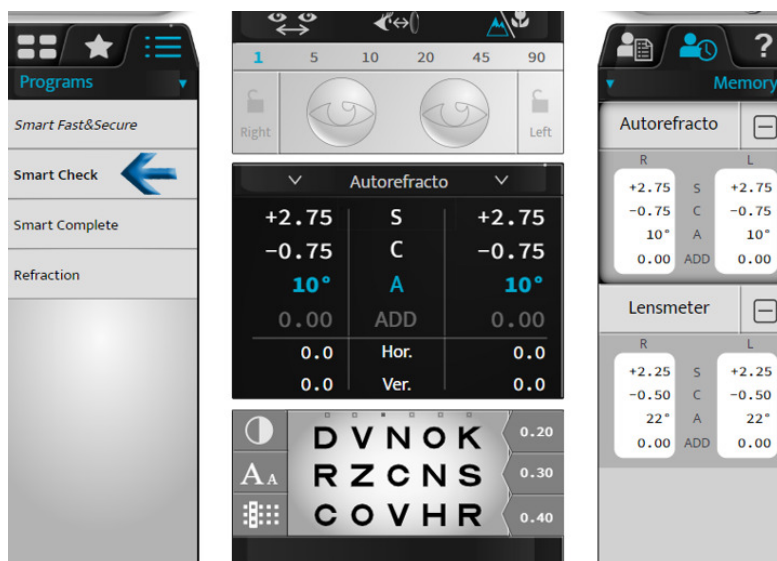 Programs
Smart Fast&Secure
Smart Check
Smart Complete
Refraction
1 5 10 20 45 90
Right Left
Autorefracto
+2.75 S +2.75
-0.75 C -0.75
10° A 10°
0.00 ADD 0.00
0.0 Hor. 0.0
0.0 Ver. 0.0
D V N O K 0.20
A A R Z C N S 0.30
C O V H R 0.40
?
Memory
Autorefracto
R L
+2.75 S +2.75
-0.75 C -0.75
10° A 10°
0.00 ADD 0.00
Lensmeter
R L
+2.25 S +2.25
-0.50 C -0.50
22° A 22°
0.00 ADD 0.00